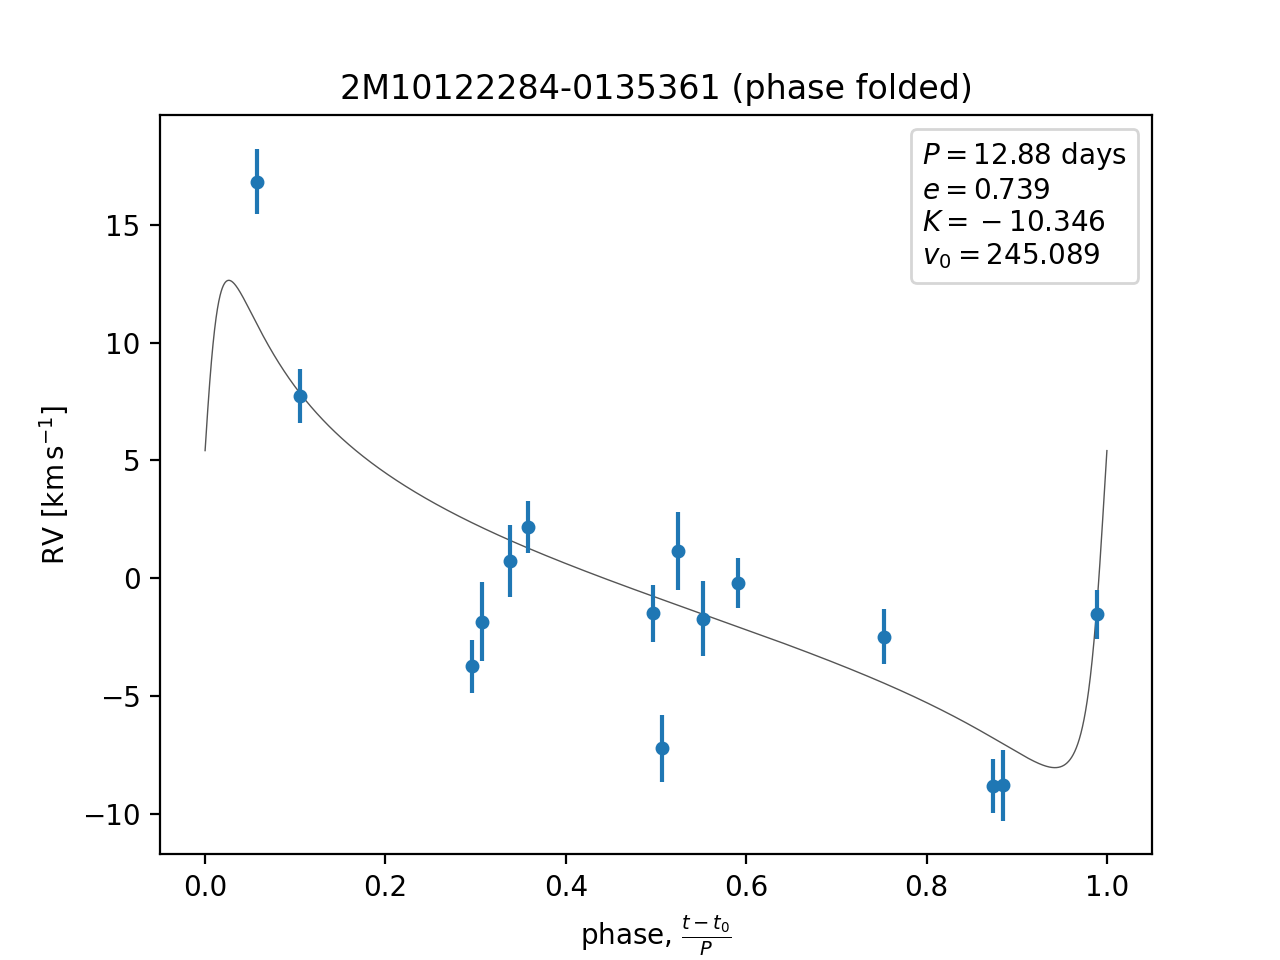 2M10122284-0135361 (phase folded)
P = 12.88 days
e = 0.739
K = −10.346
v₀ = 245.089
15
10
5
0
−5
−10
RV [km s⁻¹]
0.0 0.2 0.4 0.6 0.8 1.0
phase, (t − t₀)/P